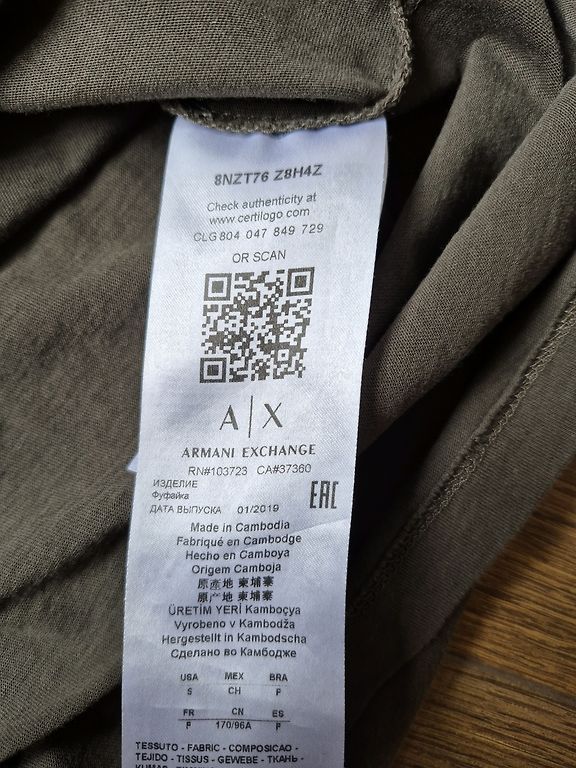 8NZT76 Z8H4Z
Check authenticity at
www.certilogo.com
CLG 804 047 849 729
OR SCAN
A|X
ARMANI EXCHANGE
RN#103723 CA#37360
ИЗДЕЛИЕ
Фуфайка
ДАТА ВЫПУСКА 01/2019
EAC
Made in Cambodia
Fabriqué en Cambodge
Hecho en Camboya
Origem Camboja
原產地 柬埔寨
原产地 柬埔寨
ÜRETİM YERİ Kamboçya
Vyrobeno v Kambodža
Hergestellt in Kambodscha
Сделано во Камбодже
USA MEX BRA
S CH P
FR CN ES
P 170/96A P
TESSUTO - FABRIC - COMPOSICAO -
TEJIDO - TISSUS - GEWEBE - ТКАНЬ -